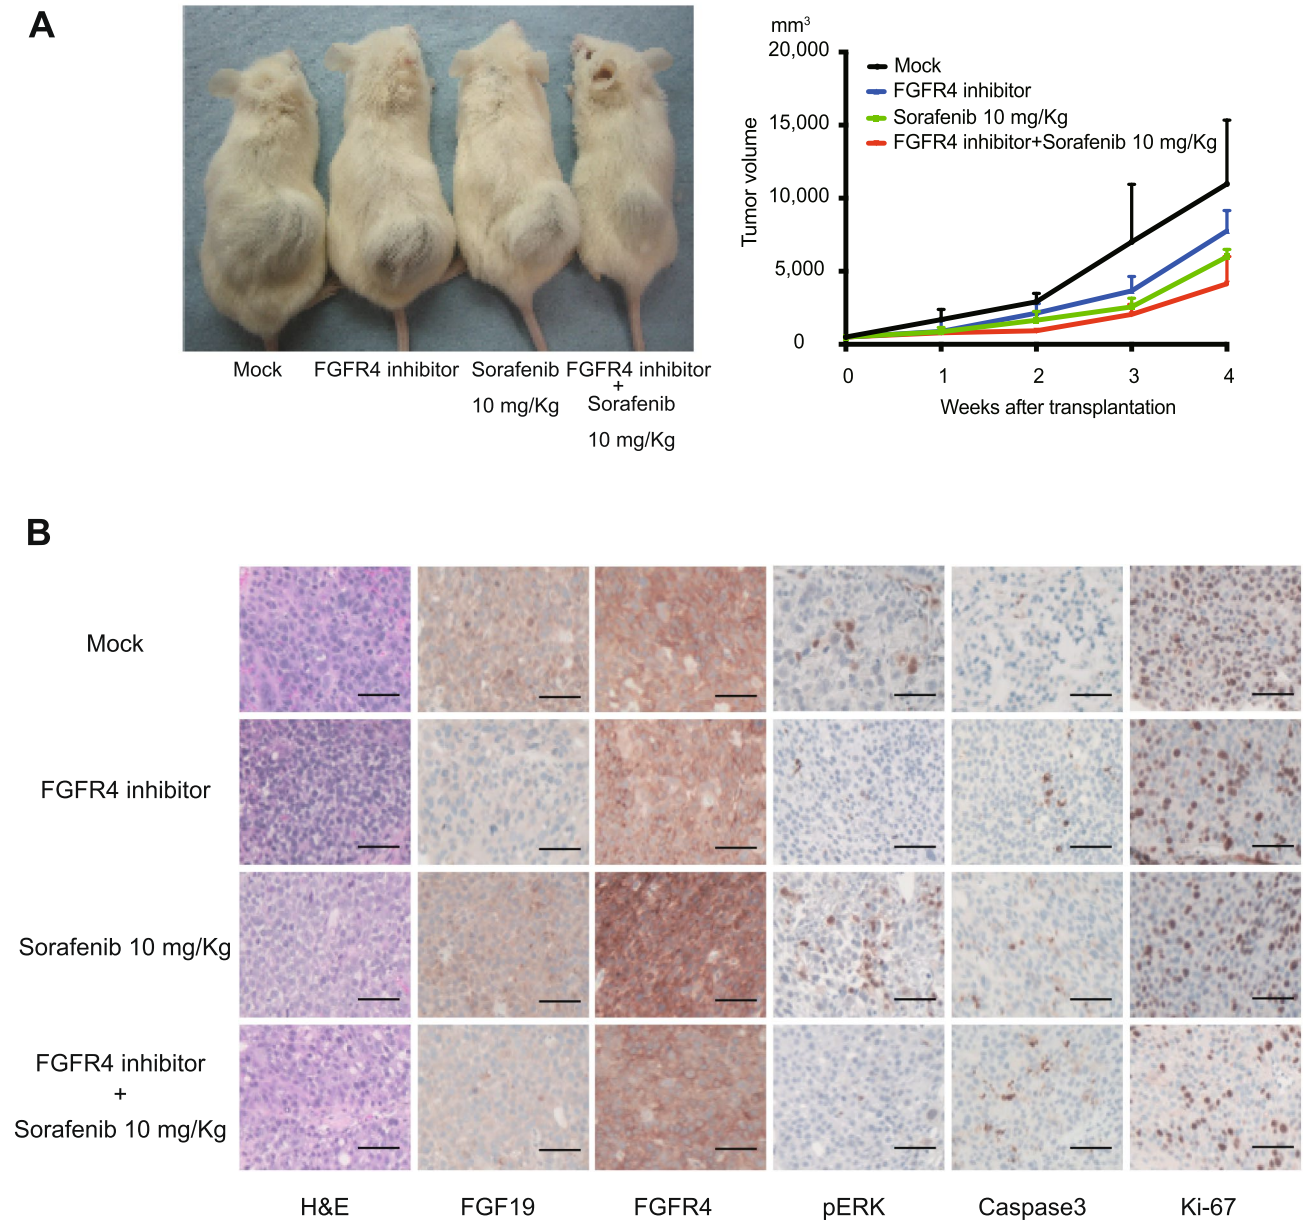 A
Mock
FGFR4 inhibitor
Sorafenib
10 mg/Kg
FGFR4 inhibitor
+
Sorafenib
10 mg/Kg
mm³
20,000
15,000
10,000
5,000
0
Tumor volume
Mock
FGFR4 inhibitor
Sorafenib 10 mg/Kg
FGFR4 inhibitor+Sorafenib 10 mg/Kg
0 1 2 3 4
Weeks after transplantation
B
Mock
FGFR4 inhibitor
Sorafenib 10 mg/Kg
FGFR4 inhibitor
+
Sorafenib 10 mg/Kg
H&E FGF19 FGFR4 pERK Caspase3 Ki-67